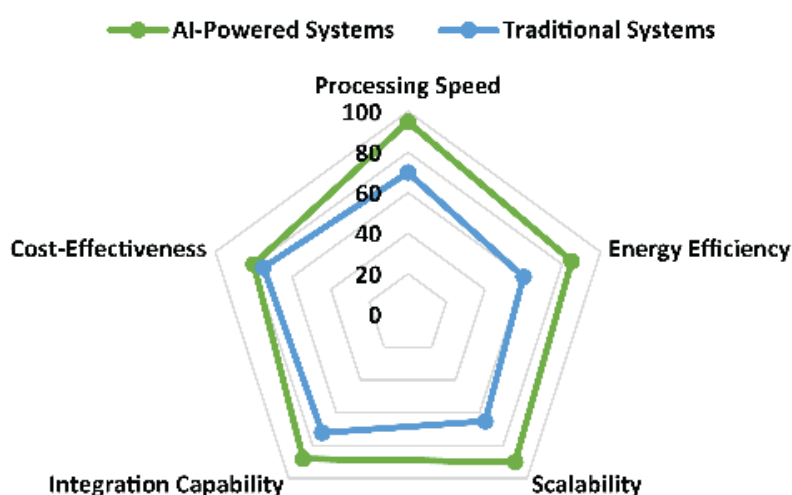 AI-Powered Systems Traditional Systems
Processing Speed
100
80
60
40
20
0
Cost-Effectiveness Energy Efficiency
Integration Capability Scalability